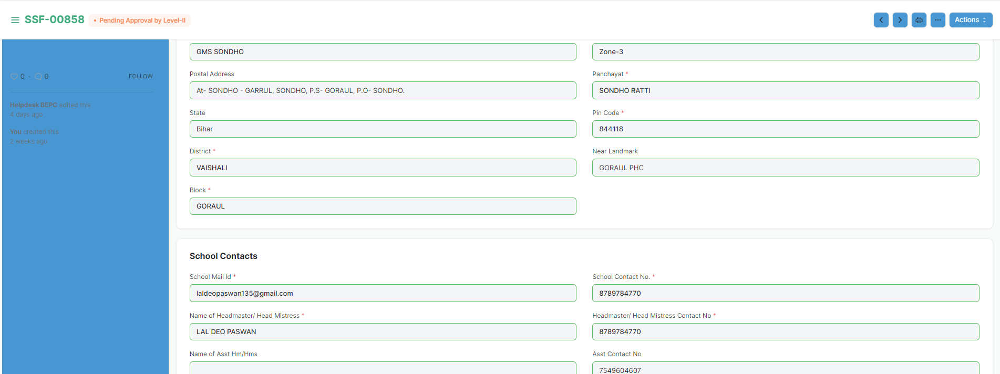 SSF-00858
• Pending Approval by Level-II
Actions
0 · 0
FOLLOW
Helpdesk BEPC edited this
4 days ago
You created this
2 weeks ago
GMS SONDHO
Zone-3
Postal Address
Panchayat *
At- SONDHO - GARRUL, SONDHO, P.S- GORAUL, P.O- SONDHO.
SONDHO RATTI
State
Pin Code *
Bihar
844118
District *
Near Landmark
VAISHALI
GORAUL PHC
Block *
GORAUL
School Contacts
School Mail Id *
School Contact No. *
laldeopaswan135@gmail.com
8789784770
Name of Headmaster/ Head Mistress *
Headmaster/ Head Mistress Contact No *
LAL DEO PASWAN
8789784770
Name of Asst Hm/Hms
Asst Contact No
7549604607